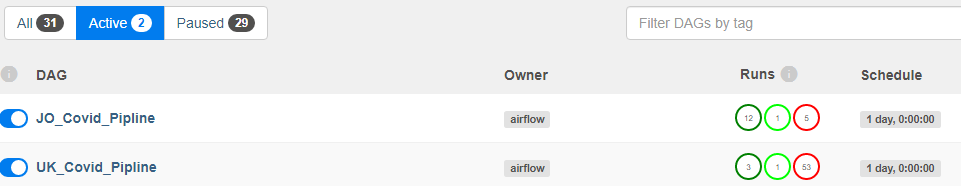 All 31 Active 2 Paused 29 Filter DAGs by tag
i DAG Owner Runs i Schedule
JO_Covid_Pipline airflow 12 1 5 1 day, 0:00:00
UK_Covid_Pipline airflow 3 1 53 1 day, 0:00:00